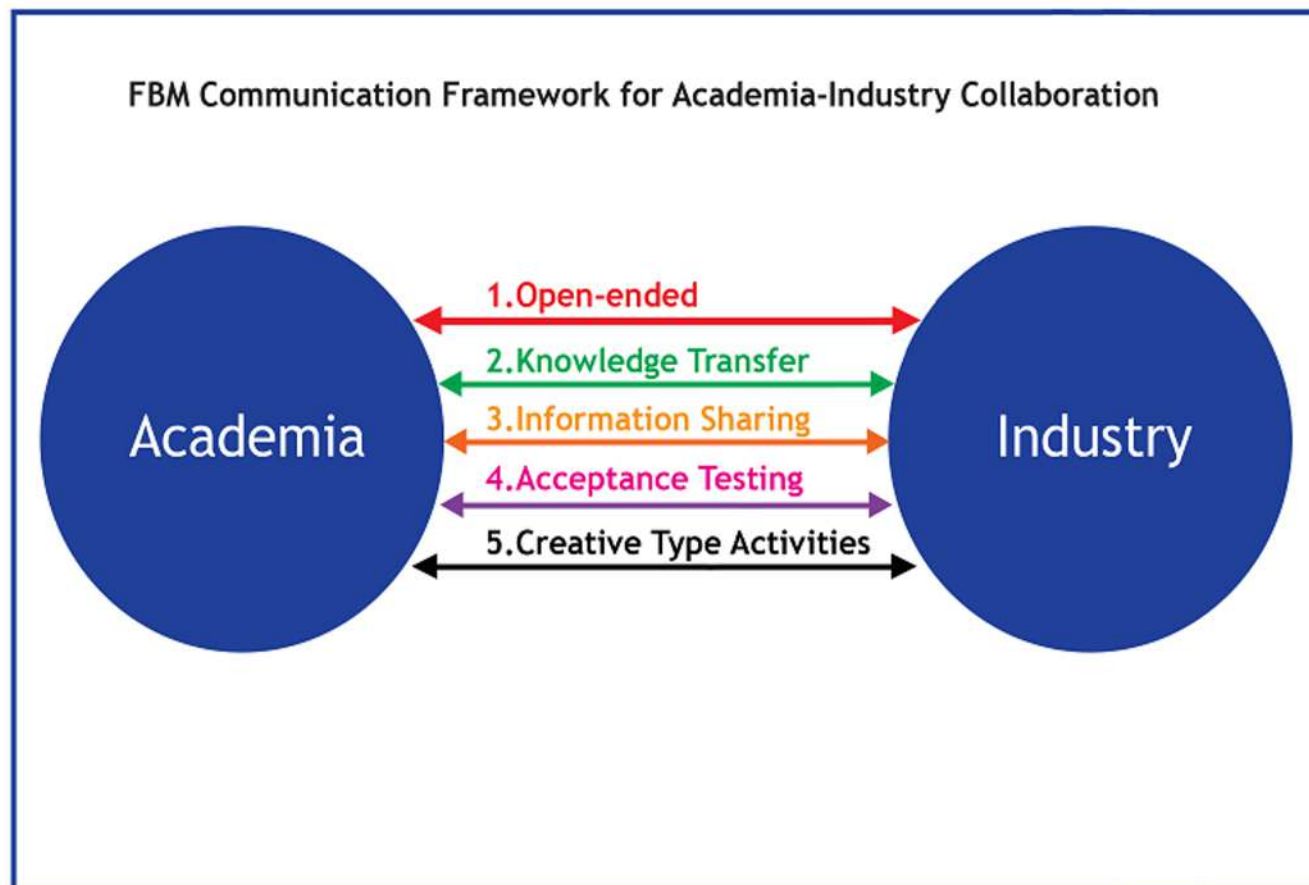 FBM Communication Framework for Academia-Industry Collaboration
1.Open-ended
2.Knowledge Transfer
3.Information Sharing
4.Acceptance Testing
5.Creative Type Activities
Academia
Industry